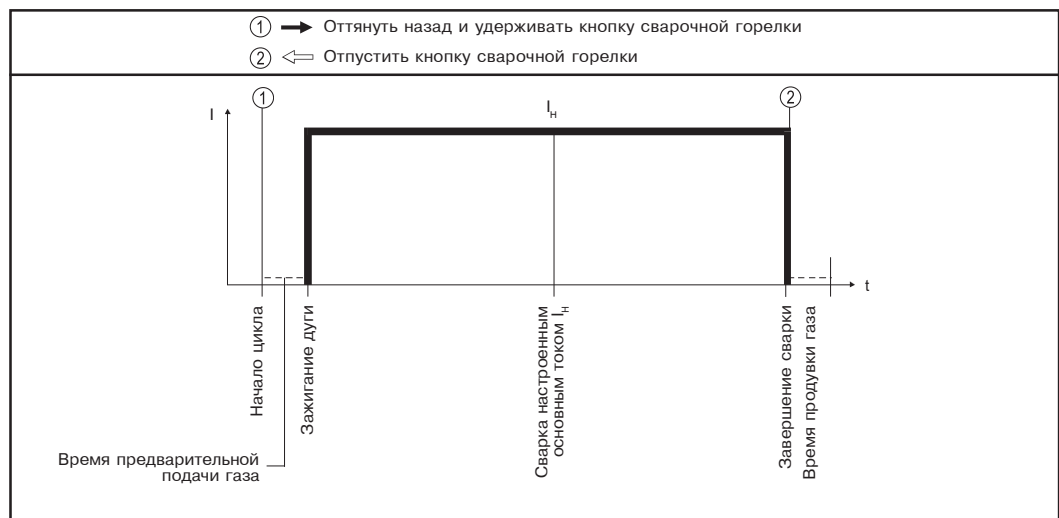 1 Оттянуть назад и удерживать кнопку сварочной горелки
2 Отпустить кнопку сварочной горелки
1
2
I
Iн
t
Начало цикла
Зажигание дуги
Сварка настроенным
основным током Iн
Завершение сварки
Время продувки газа
Время предварительной
подачи газа